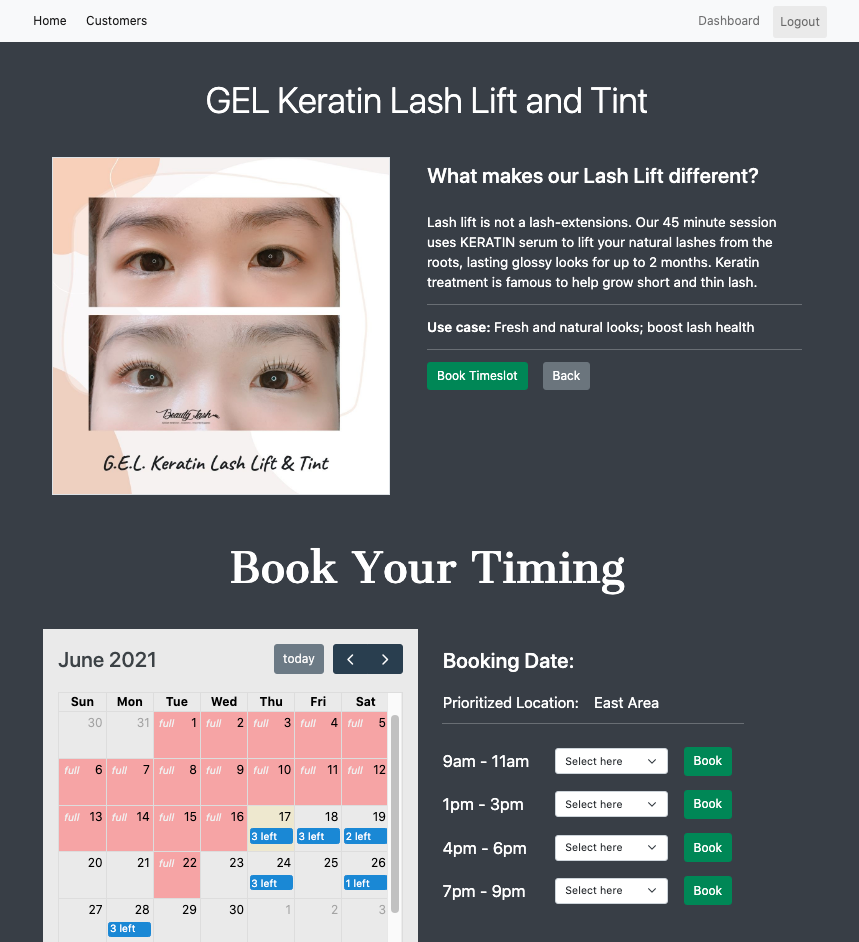 Home Customers Dashboard Logout
GEL Keratin Lash Lift and Tint
What makes our Lash Lift different?
Lash lift is not a lash-extensions. Our 45 minute session
uses KERATIN serum to lift your natural lashes from the
roots, lasting glossy looks for up to 2 months. Keratin
treatment is famous to help grow short and thin lash.
Use case: Fresh and natural looks; boost lash health
Book Timeslot Back
Beauty Lash
G.E.L. Keratin Lash Lift & Tint
Book Your Timing
June 2021 today
Sun Mon Tue Wed Thu Fri Sat
30 31 full 1 full 2 full 3 full 4 full 5
full 6 full 7 full 8 full 9 full 10 full 11 full 12
full 13 full 14 full 15 full 16 17 18 19
3 left 3 left 2 left
20 21 full 22 23 24 25 26
3 left 1 left
27 28 29 30 1 2 3
3 left
Booking Date:
Prioritized Location: East Area
9am - 11am Select here Book
1pm - 3pm Select here Book
4pm - 6pm Select here Book
7pm - 9pm Select here Book